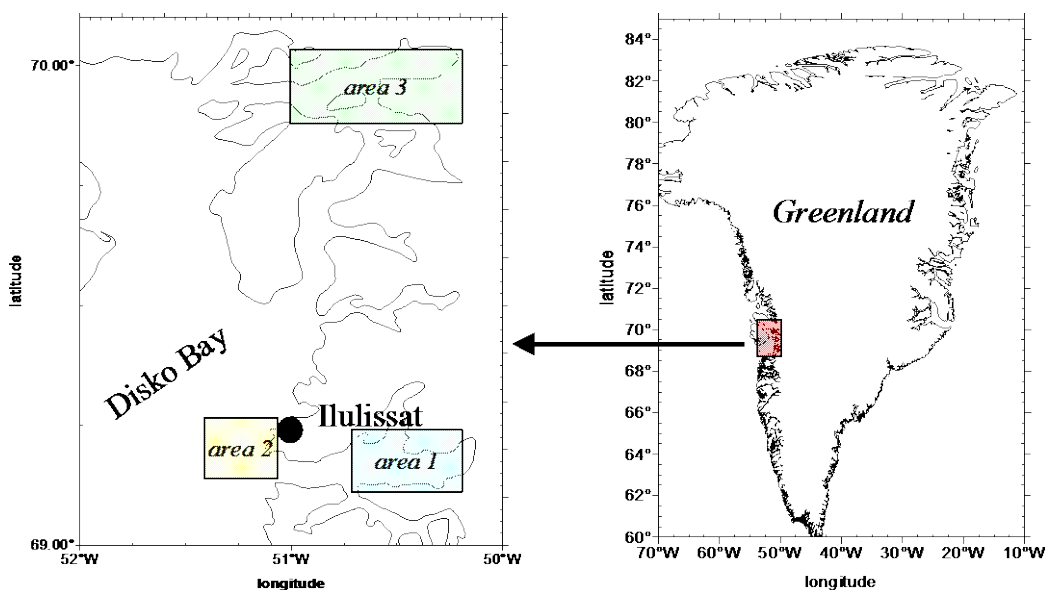 70.00°
area 3
latitude
Disko Bay
Ilulissat
area 2
area 1
69.00°
52°W
51°W
50°W
longitude
84°
82°
80°
78°
76°
74°
72°
70°
68°
66°
64°
62°
60°
latitude
Greenland
70°W
60°W
50°W
40°W
30°W
20°W
10°W
longitude